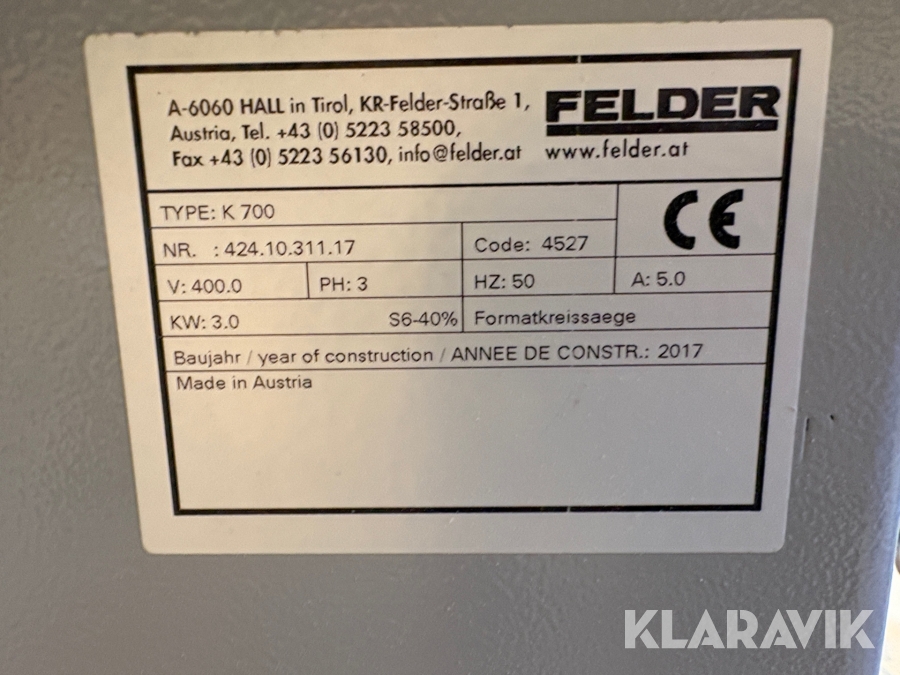 A-6060 HALL in Tirol, KR-Felder-Straße 1,
Austria, Tel. +43 (0) 5223 58500,
Fax +43 (0) 5223 56130, info@felder.at
FELDER
www.felder.at
TYPE: K 700
CE
NR. : 424.10.311.17
Code: 4527
V: 400.0
PH: 3
HZ: 50
A: 5.0
KW: 3.0
S6-40%
Formatkreissaege
Baujahr / year of construction / ANNEE DE CONSTR.: 2017
Made in Austria
KLARAVIK